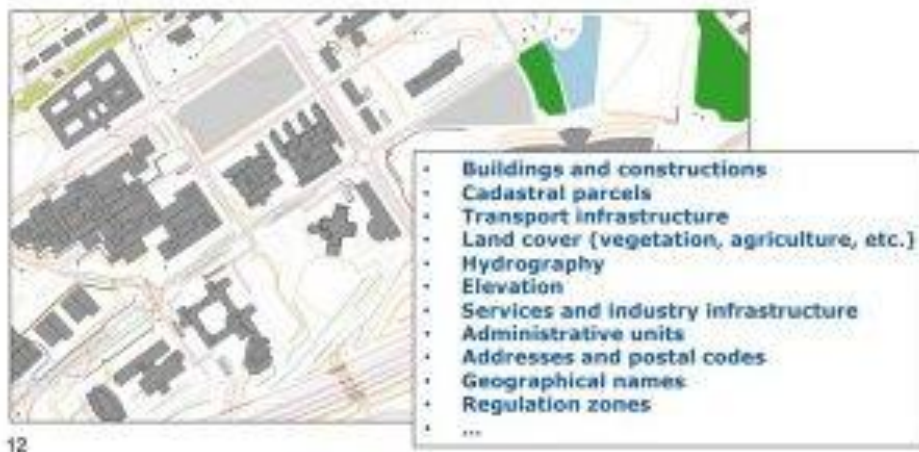 • Buildings and constructions
• Cadastral parcels
• Transport infrastructure
• Land cover (vegetation, agriculture, etc.)
• Hydrography
• Elevation
• Services and industry infrastructure
• Administrative units
• Addresses and postal codes
• Geographical names
• Regulation zones
• ...
12